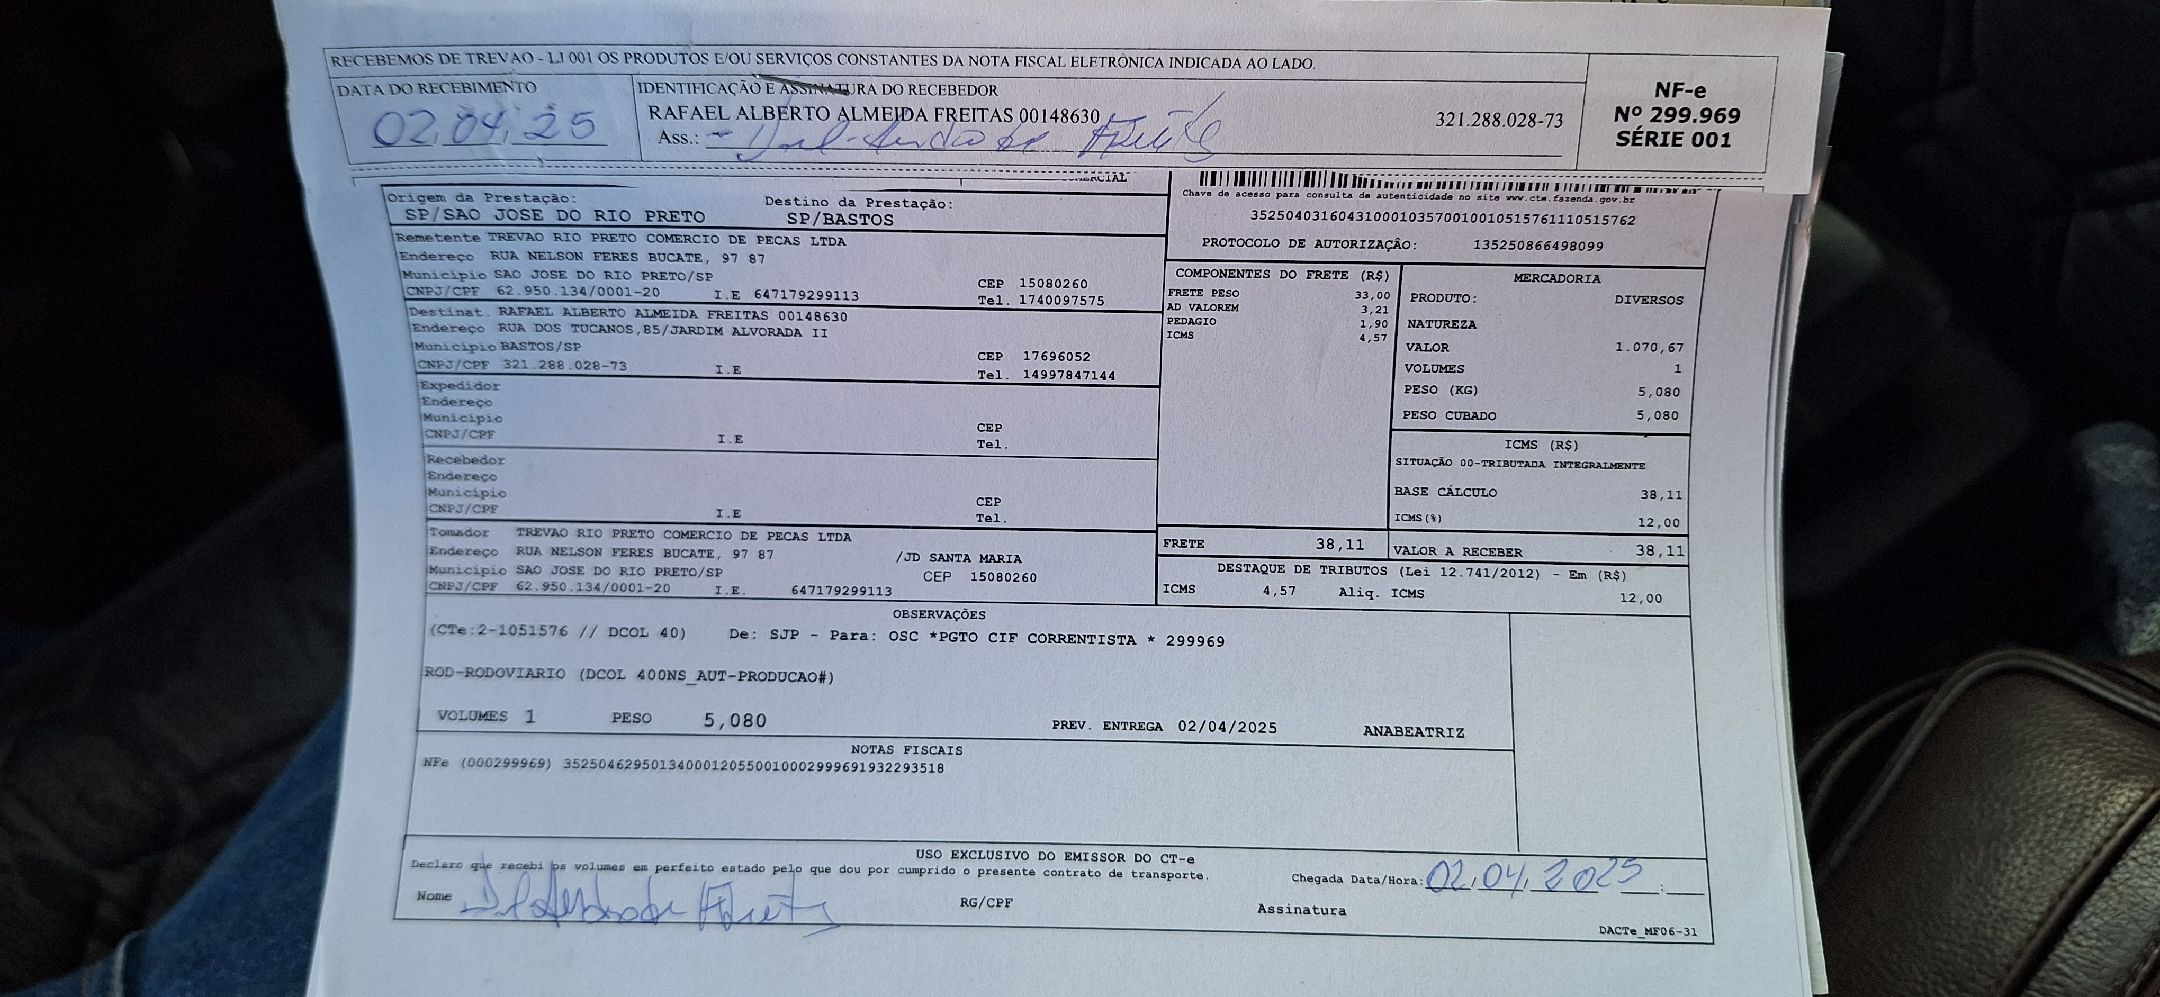 RECEBEMOS DE TREVAO - LJ 001 OS PRODUTOS E/OU SERVIÇOS CONSTANTES DA NOTA FISCAL ELETRÔNICA INDICADA AO LADO.
DATA DO RECEBIMENTO
02,04,25
IDENTIFICAÇÃO E ASSINATURA DO RECEBEDOR
RAFAEL ALBERTO ALMEIDA FREITAS 00148630
321.288.028-73
Ass.:
NF-e
Nº 299.969
SÉRIE 001
Origem da Prestação:
SP/SAO JOSE DO RIO PRETO
Destino da Prestação:
SP/BASTOS
Chave de acesso para consulta de autenticidade no site www.cte.fazenda.gov.br
35250403160431000103570010010515761110515762
PROTOCOLO DE AUTORIZAÇÃO: 135250866498099
Remetente TREVAO RIO PRETO COMERCIO DE PECAS LTDA
Endereço RUA NELSON FERES BUCATE, 97 87
Município SAO JOSE DO RIO PRETO/SP CEP 15080260
CNPJ/CPF 62.950.134/0001-20 I.E 647179299113 Tel. 1740097575
Destinat. RAFAEL ALBERTO ALMEIDA FREITAS 00148630
Endereço RUA DOS TUCANOS,85/JARDIM ALVORADA II
Município BASTOS/SP CEP 17696052
CNPJ/CPF 321.288.028-73 I.E Tel. 14997847144
Expedidor
Endereço
Município CEP
CNPJ/CPF I.E Tel.
Recebedor
Endereço
Município CEP
CNPJ/CPF I.E Tel.
Tomador TREVAO RIO PRETO COMERCIO DE PECAS LTDA
Endereço RUA NELSON FERES BUCATE, 97 87 /JD SANTA MARIA
Município SAO JOSE DO RIO PRETO/SP CEP 15080260
CNPJ/CPF 62.950.134/0001-20 I.E. 647179299113
COMPONENTES DO FRETE (R$)
FRETE PESO 33,00
AD VALOREM 3,21
PEDAGIO 1,90
ICMS 4,57
MERCADORIA
PRODUTO: DIVERSOS
NATUREZA
VALOR 1.070,67
VOLUMES 1
PESO (KG) 5,080
PESO CUBADO 5,080
ICMS (R$)
SITUAÇÃO 00-TRIBUTADA INTEGRALMENTE
BASE CÁLCULO 38,11
ICMS(%) 12,00
FRETE 38,11
VALOR A RECEBER 38,11
DESTAQUE DE TRIBUTOS (Lei 12.741/2012) - Em (R$)
ICMS 4,57 Aliq. ICMS 12,00
OBSERVAÇÕES
(CTe:2-1051576 // DCOL 40) De: SJP - Para: OSC *PGTO CIF CORRENTISTA * 299969
ROD-RODOVIARIO (DCOL 400NS_AUT-PRODUCAO#)
VOLUMES 1 PESO 5,080 PREV. ENTREGA 02/04/2025 ANABEATRIZ
NOTAS FISCAIS
NFe (000299969) 35250462950134000120550010002999691932293518
USO EXCLUSIVO DO EMISSOR DO CT-e
Declaro que recebi os volumes em perfeito estado pelo que dou por cumprido o presente contrato de transporte.
Chegada Data/Hora: 02,04,2025
Nome
RG/CPF
Assinatura
DACTe_MF06-31